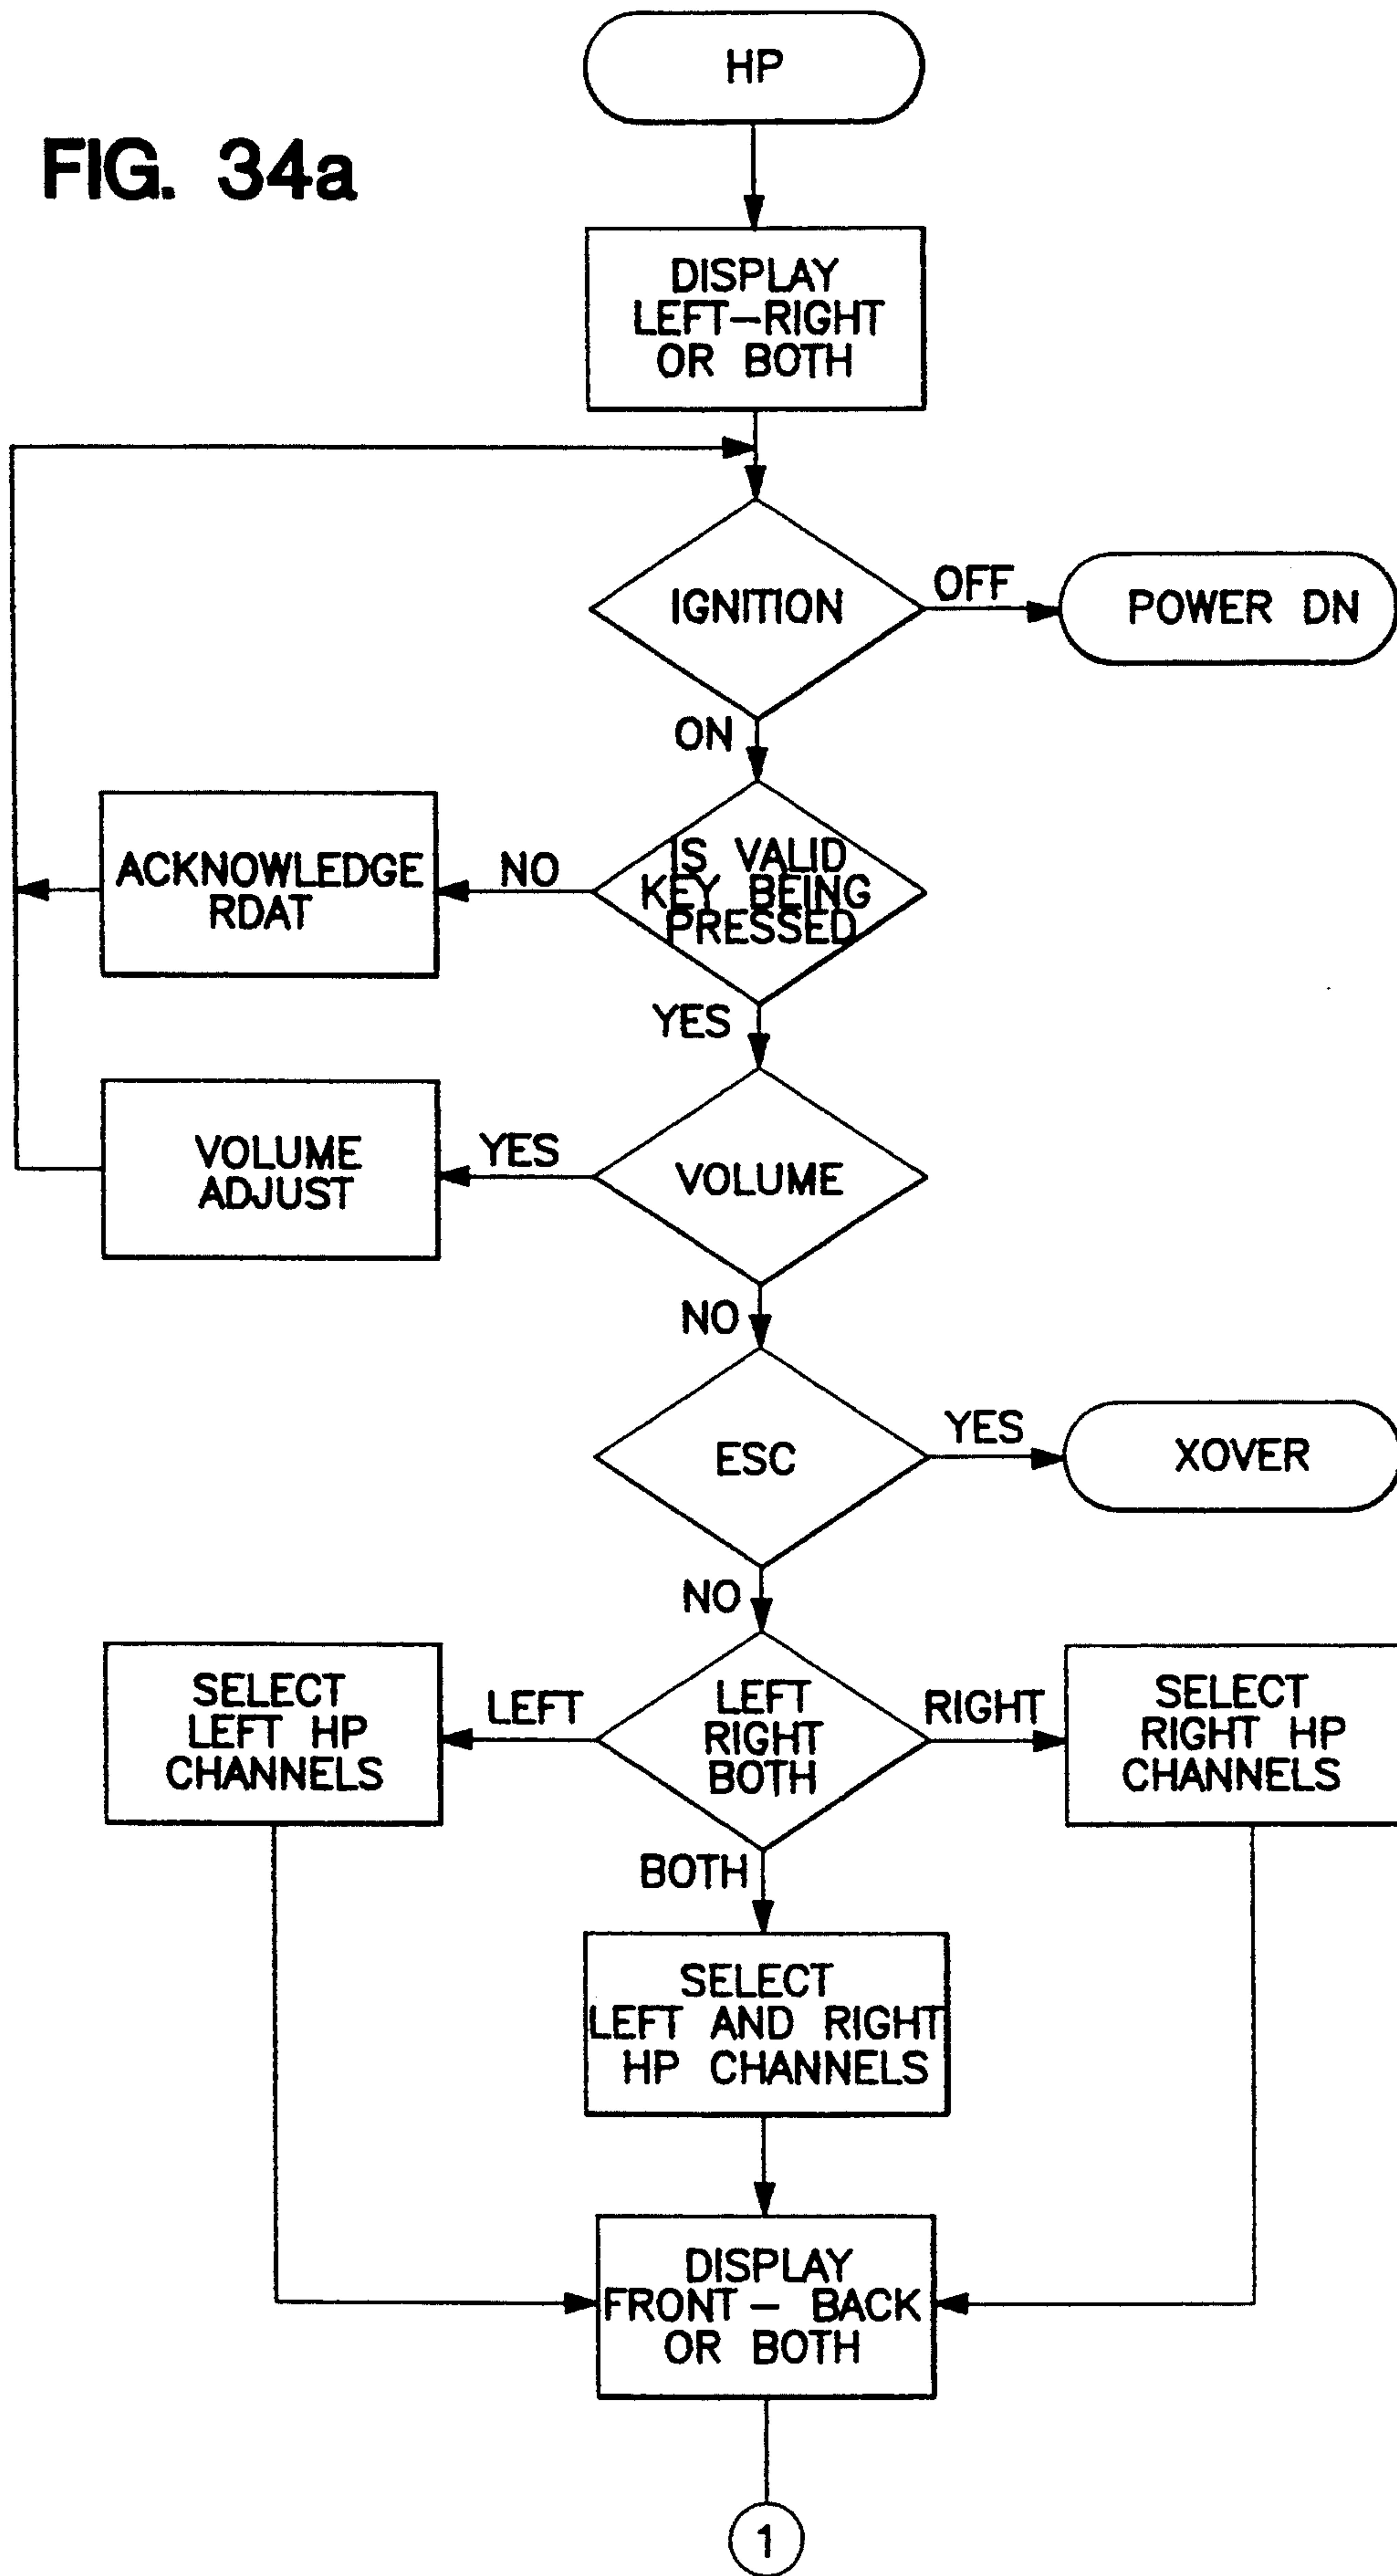 HP
FIG. 34a
DISPLAY
LEFT-RIGHT
OR BOTH
IGNITION
OFF
POWER DN
ON
IS VALID
KEY BEING
PRESSED
NO
ACKNOWLEDGE
RDAT
YES
VOLUME
YES
VOLUME
ADJUST
NO
ESC
YES
XOVER
NO
LEFT
RIGHT
BOTH
LEFT
SELECT
LEFT HP
CHANNELS
RIGHT
SELECT
RIGHT HP
CHANNELS
BOTH
SELECT
LEFT AND RIGHT
HP CHANNELS
DISPLAY
FRONT - BACK
OR BOTH
1